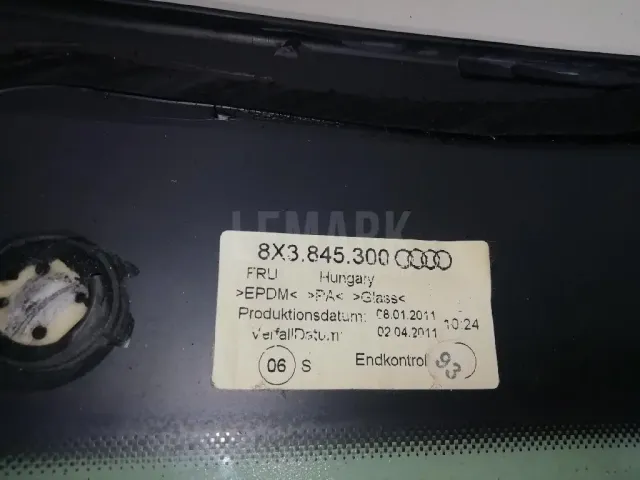 LEMARK
8X3.845.300
FRU Hungary
>EPDM< >PA< >Glass<
Produktionsdatum: 08.01.2011 10:24
VerfallDatum: 02.04.2011
06 S Endkontrol 93